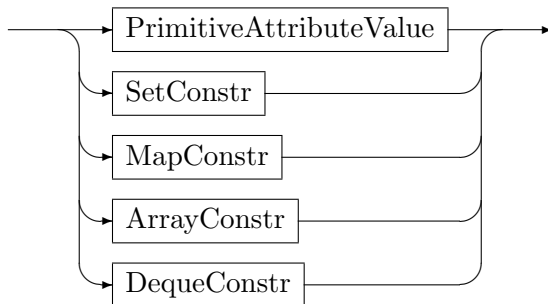 PrimitiveAttributeValue
SetConstr
MapConstr
ArrayConstr
DequeConstr